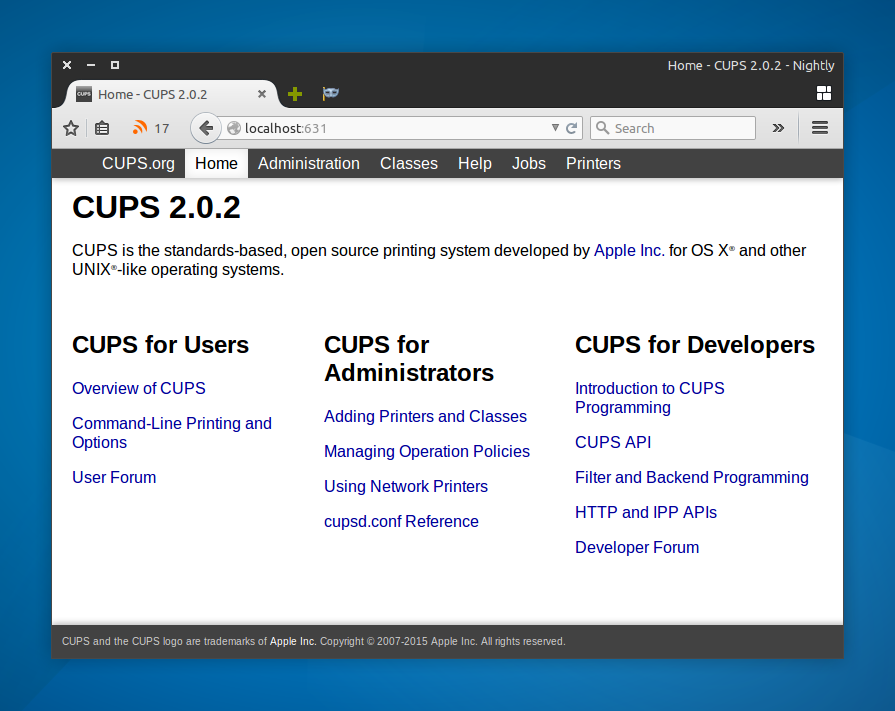 Home - CUPS 2.0.2 - Nightly
CUPS Home - CUPS 2.0.2
17 localhost:631 Search
CUPS.org Home Administration Classes Help Jobs Printers
CUPS 2.0.2
CUPS is the standards-based, open source printing system developed by Apple Inc. for OS X® and other
UNIX®-like operating systems.
CUPS for Users
Overview of CUPS
Command-Line Printing and
Options
User Forum
CUPS for
Administrators
Adding Printers and Classes
Managing Operation Policies
Using Network Printers
cupsd.conf Reference
CUPS for Developers
Introduction to CUPS
Programming
CUPS API
Filter and Backend Programming
HTTP and IPP APIs
Developer Forum
CUPS and the CUPS logo are trademarks of Apple Inc. Copyright © 2007-2015 Apple Inc. All rights reserved.